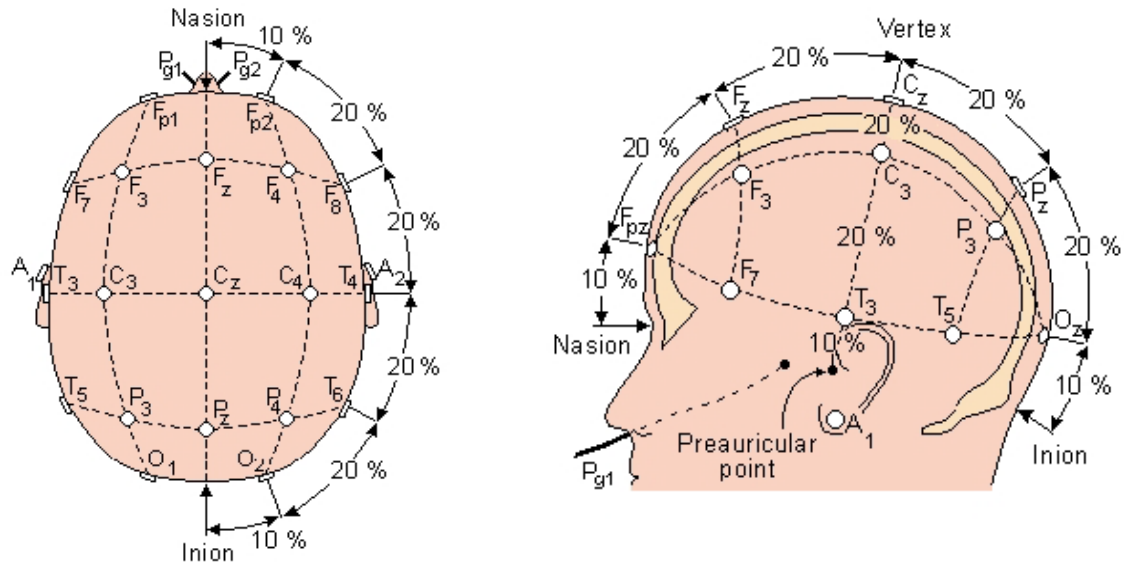 Nasion
10 %
Pg1 Pg2
Fp1 Fp2
20 %
F7 F3 Fz F4 F8
20 %
A1 T3 C3 Cz C4 T4 A2
20 %
T5 P3 Pz P4 T6
O1 O2
20 %
10 %
Inion
Vertex
20 %
Cz
Fz
20 %
20 %
20 %
C3
F3
Pz
Fpz
P3
20 %
20 %
10 %
F7
T3
T5
Oz
Nasion
10 %
10 %
A1
Preauricular
point
Inion
Pg1